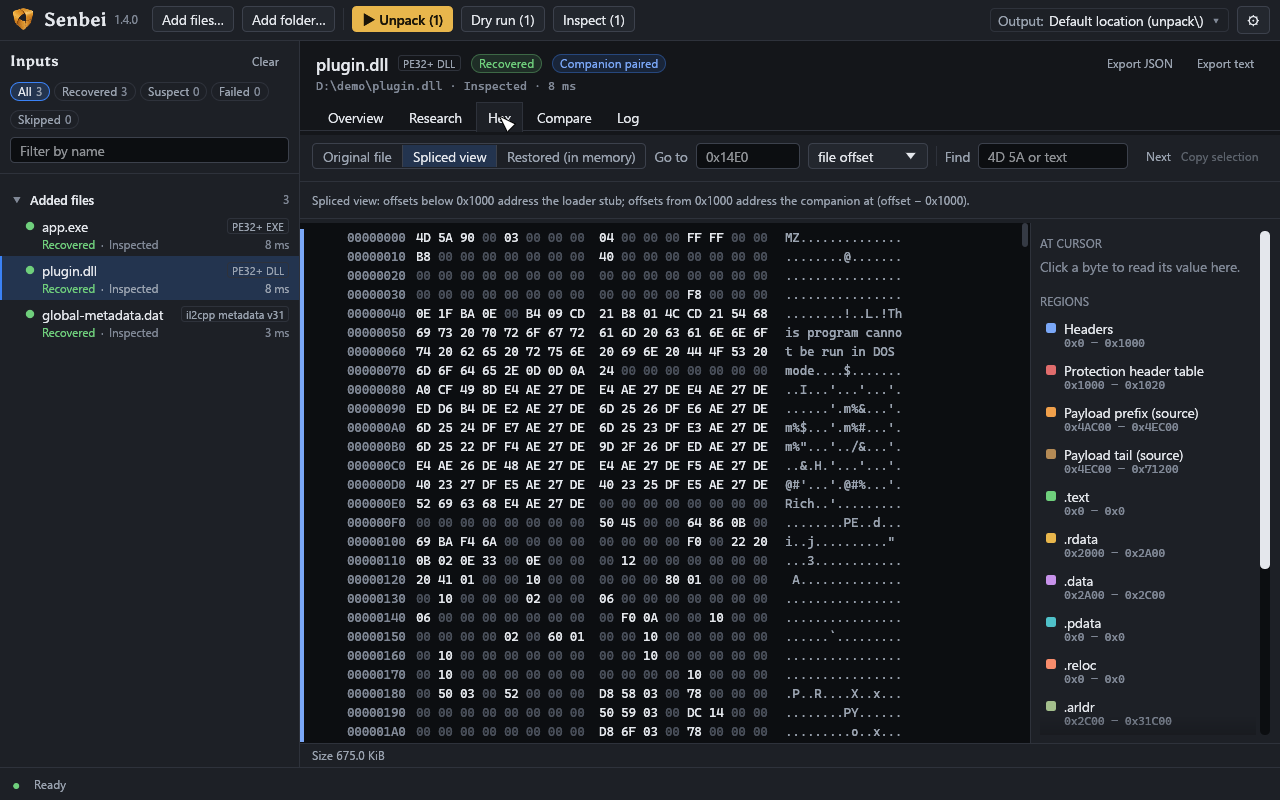 Senbei 1.4.0 Add files... Add folder... Unpack (1) Dry run (1) Inspect (1) Output: Default location (unpack\)
Inputs Clear
All 3 Recovered 3 Suspect 0 Failed 0
Skipped 0
Filter by name
Added files 3
app.exe PE32+ EXE
Recovered · Inspected 8 ms
plugin.dll PE32+ DLL
Recovered · Inspected 8 ms
global-metadata.dat il2cpp metadata v31
Recovered · Inspected 3 ms
plugin.dll PE32+ DLL Recovered Companion paired Export JSON Export text
D:\demo\plugin.dll · Inspected · 8 ms
Overview Research Hex Compare Log
Original file Spliced view Restored (in memory) Go to 0x14E0 file offset Find 4D 5A or text Next Copy selection
Spliced view: offsets below 0x1000 address the loader stub; offsets from 0x1000 address the companion at (offset − 0x1000).
00000000 4D 5A 90 00 03 00 00 00 04 00 00 00 FF FF 00 00 MZ..............
00000010 B8 00 00 00 00 00 00 00 40 00 00 00 00 00 00 00 ........@.......
00000020 00 00 00 00 00 00 00 00 00 00 00 00 00 00 00 00 ................
00000030 00 00 00 00 00 00 00 00 00 00 00 00 F8 00 00 00 ................
00000040 0E 1F BA 0E 00 B4 09 CD 21 B8 01 4C CD 21 54 68 ........!..L.!Th
00000050 69 73 20 70 72 6F 67 72 61 6D 20 63 61 6E 6E 6F is program canno
00000060 74 20 62 65 20 72 75 6E 20 69 6E 20 44 4F 53 20 t be run in DOS
00000070 6D 6F 64 65 2E 0D 0D 0A 24 00 00 00 00 00 00 00 mode....$.......
00000080 A0 CF 49 8D E4 AE 27 DE E4 AE 27 DE E4 AE 27 DE ..I...'...'...'.
00000090 ED D6 B4 DE E2 AE 27 DE 6D 25 26 DF E6 AE 27 DE ......'.m%&...'.
000000A0 6D 25 24 DF E7 AE 27 DE 6D 25 23 DF E3 AE 27 DE m%$...'.m%#...'.
000000B0 6D 25 22 DF F4 AE 27 DE 9D 2F 26 DF ED AE 27 DE m%"...'../&...'.
000000C0 E4 AE 26 DE 48 AE 27 DE E4 AE 27 DE F5 AE 27 DE ..&.H.'...'...'.
000000D0 40 23 27 DF E5 AE 27 DE 40 23 25 DF E5 AE 27 DE @#'...'.@#%...'.
000000E0 52 69 63 68 E4 AE 27 DE 00 00 00 00 00 00 00 00 Rich..'.........
000000F0 00 00 00 00 00 00 00 00 50 45 00 00 64 86 0B 00 ........PE..d...
00000100 69 BA F4 6A 00 00 00 00 00 00 00 00 F0 00 22 20 i..j.........."
00000110 0B 02 0E 33 00 0E 00 00 00 12 00 00 00 00 00 00 ...3............
00000120 20 41 01 00 00 10 00 00 00 00 00 80 01 00 00 00 A.............
00000130 00 10 00 00 00 02 00 00 06 00 00 00 00 00 00 00 ................
00000140 06 00 00 00 00 00 00 00 00 F0 0A 00 00 10 00 00 ................
00000150 00 00 00 00 02 00 60 01 00 00 10 00 00 00 00 00 ......`.........
00000160 00 10 00 00 00 00 00 00 00 00 10 00 00 00 00 00 ................
00000170 00 10 00 00 00 00 00 00 00 00 00 00 10 00 00 00 ................
00000180 00 50 03 00 52 00 00 00 D8 58 03 00 78 00 00 00 .P..R....X..x...
00000190 00 00 00 00 00 00 00 00 50 59 03 00 DC 14 00 00 ........PY......
000001A0 00 00 00 00 00 00 00 00 D8 6F 03 00 78 00 00 00 .........o..x...
AT CURSOR
Click a byte to read its value here.
REGIONS
Headers
0x0 — 0x1000
Protection header table
0x1000 — 0x1020
Payload prefix (source)
0x4AC00 — 0x4EC00
Payload tail (source)
0x4EC00 — 0x71200
.text
0x0 — 0x0
.rdata
0x2000 — 0x2A00
.data
0x2A00 — 0x2C00
.pdata
0x0 — 0x0
.reloc
0x0 — 0x0
.arldr
0x2C00 — 0x31C00
Size 675.0 KiB
Ready